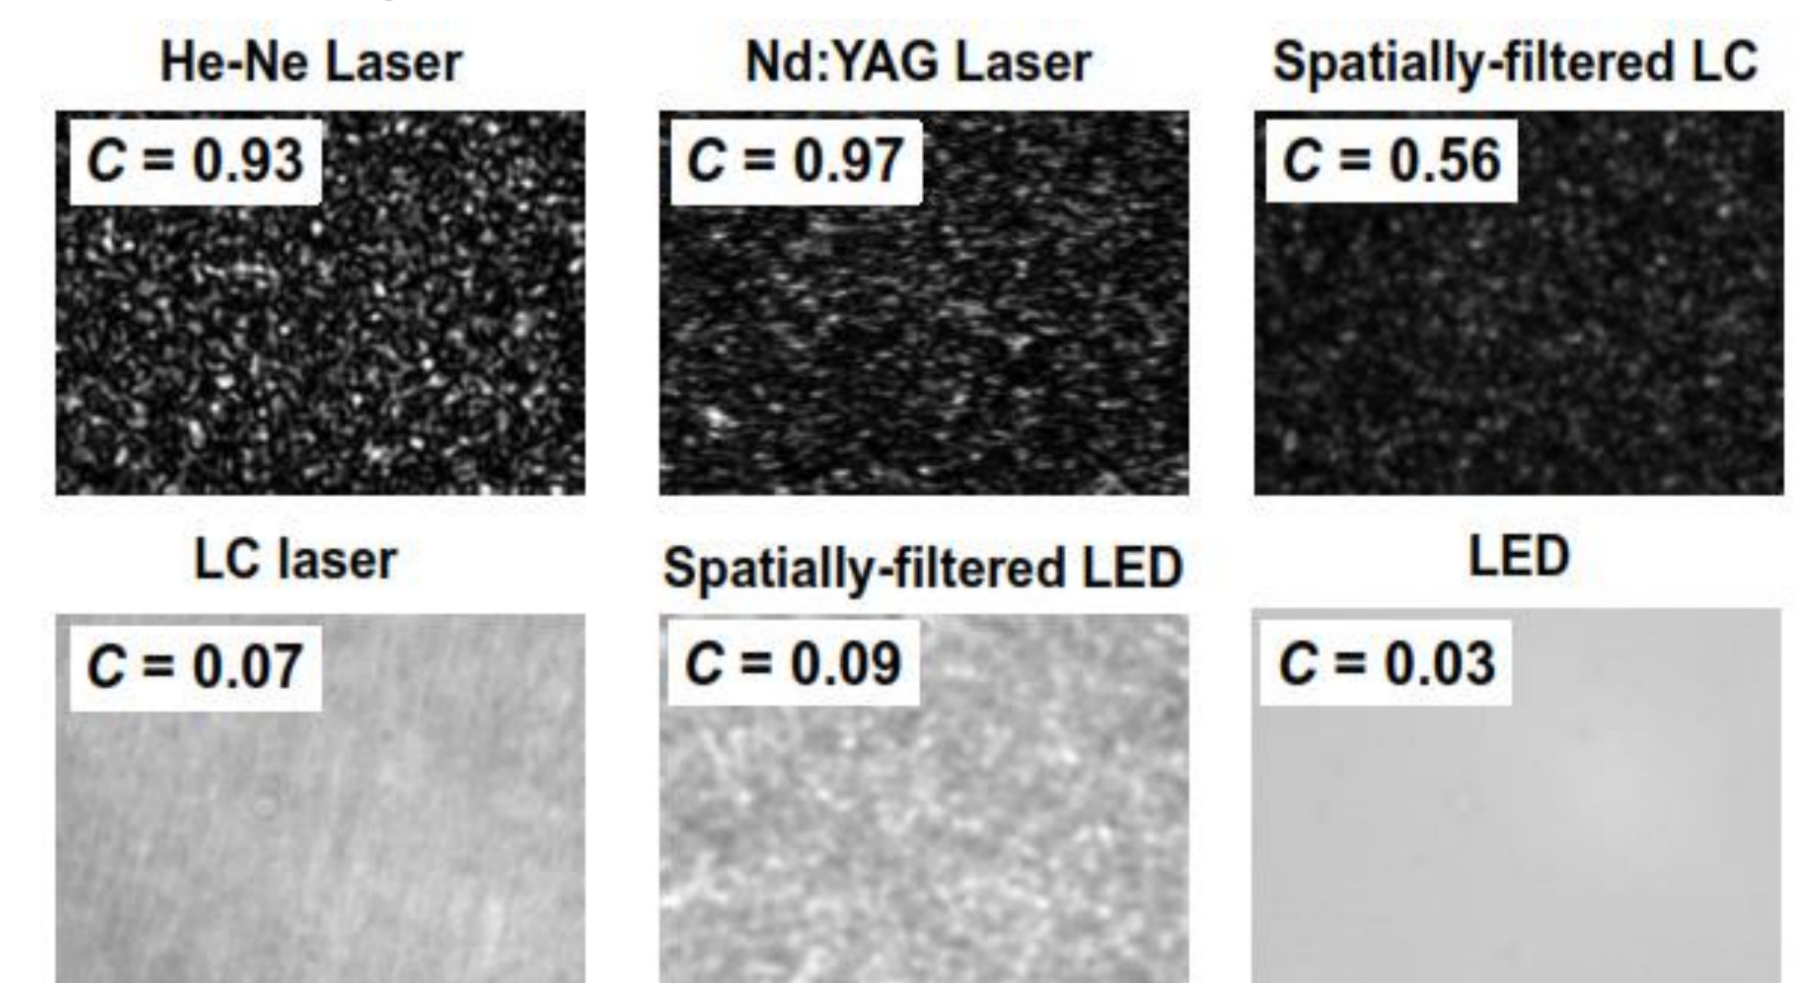 He-Ne Laser
Nd:YAG Laser
Spatially-filtered LC
C = 0.93
C = 0.97
C = 0.56
LC laser
Spatially-filtered LED
LED
C = 0.07
C = 0.09
C = 0.03